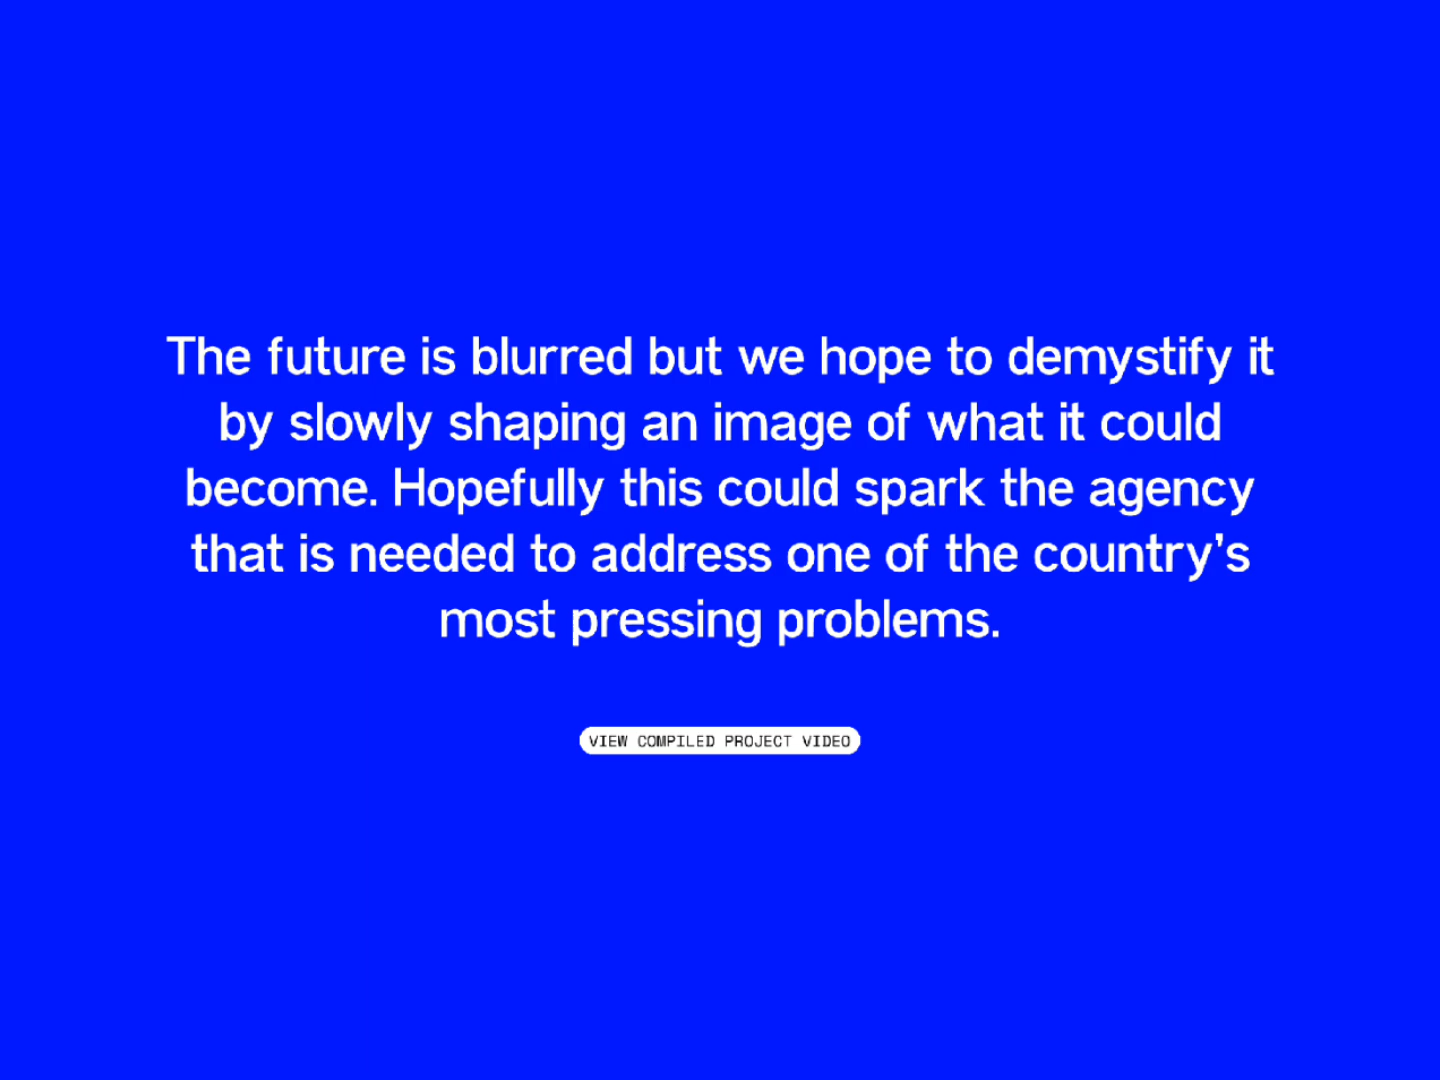 The future is blurred but we hope to demystify it
by slowly shaping an image of what it could
become. Hopefully this could spark the agency
that is needed to address one of the country's
most pressing problems.
VIEW COMPILED PROJECT VIDEO